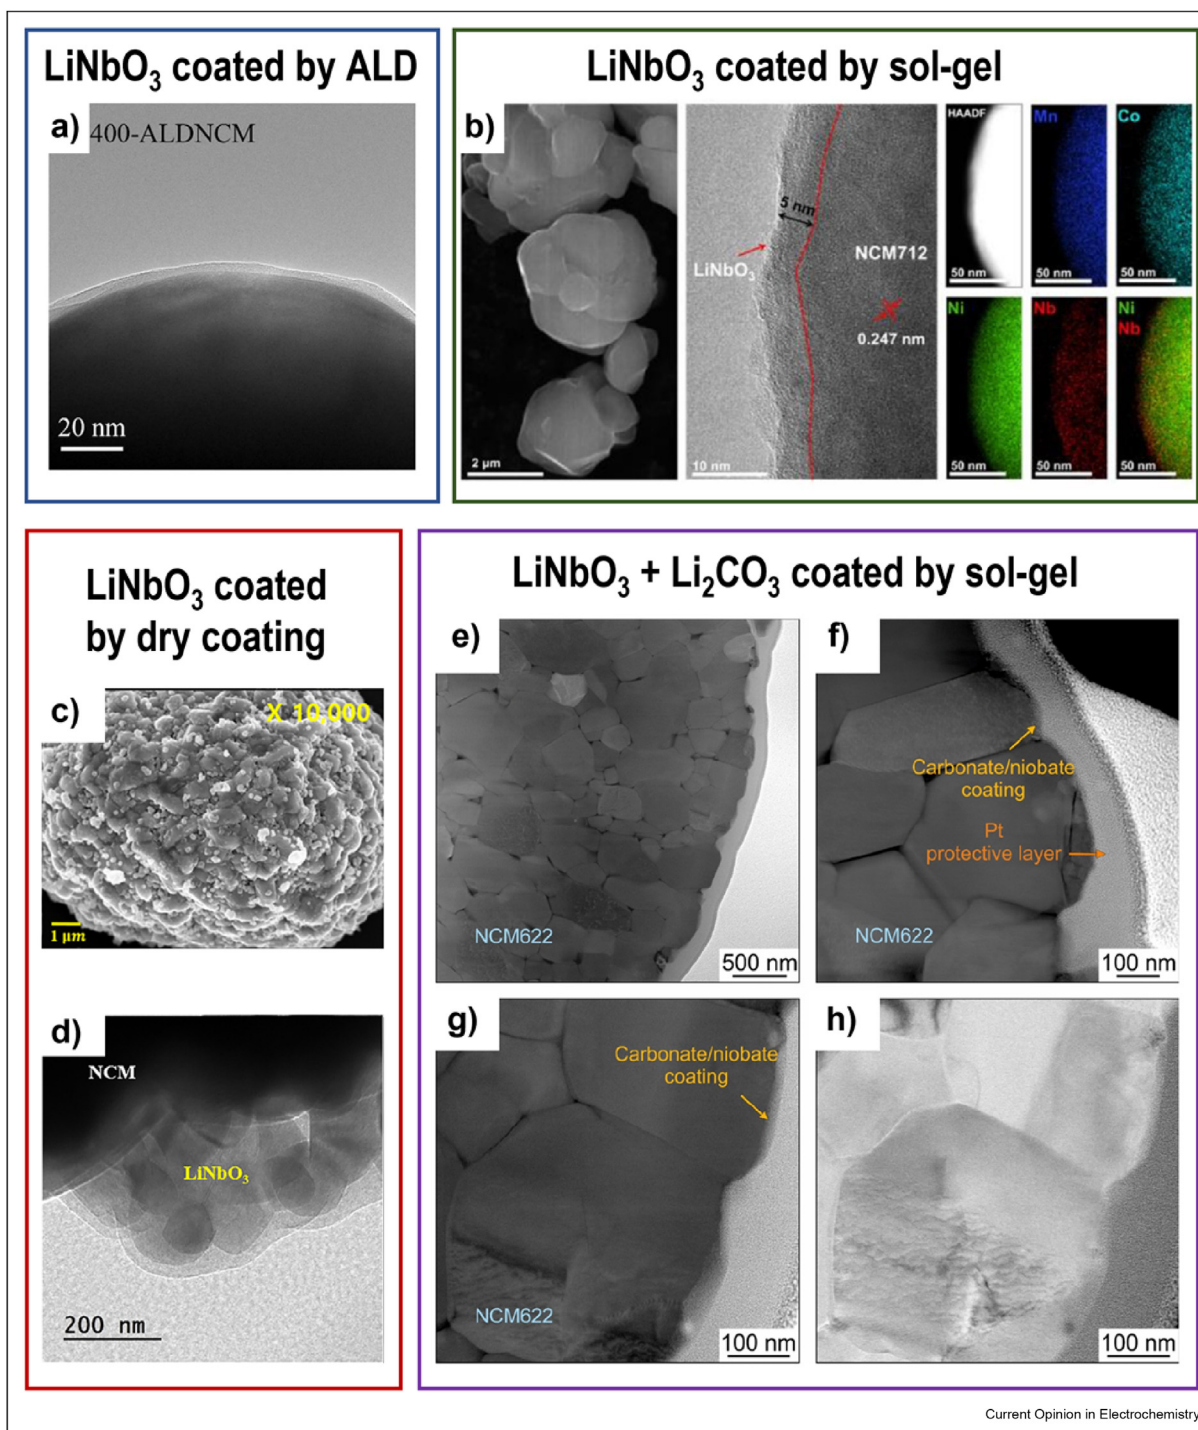 LiNbO₃ coated by ALD
a)
400-ALDNCM
20 nm
LiNbO₃ coated by sol-gel
b)
2 μm
5 nm
LiNbO₃
NCM712
0.247 nm
10 nm
HAADF
50 nm
Mn
50 nm
Co
50 nm
Ni
50 nm
Nb
50 nm
Ni
Nb
50 nm
LiNbO₃ coated
by dry coating
c)
X 10,000
1 μm
d)
NCM
LiNbO₃
200 nm
LiNbO₃ + Li₂CO₃ coated by sol-gel
e)
NCM622
500 nm
f)
Carbonate/niobate
coating
Pt
protective layer
NCM622
100 nm
g)
Carbonate/niobate
coating
NCM622
100 nm
h)
100 nm
Current Opinion in Electrochemistry